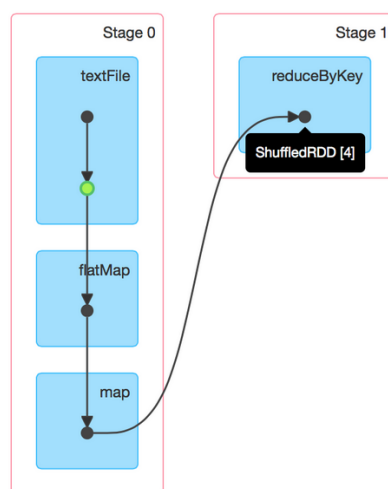 Stage 0
textFile
flatMap
map
Stage 1
reduceByKey
ShuffledRDD [4]